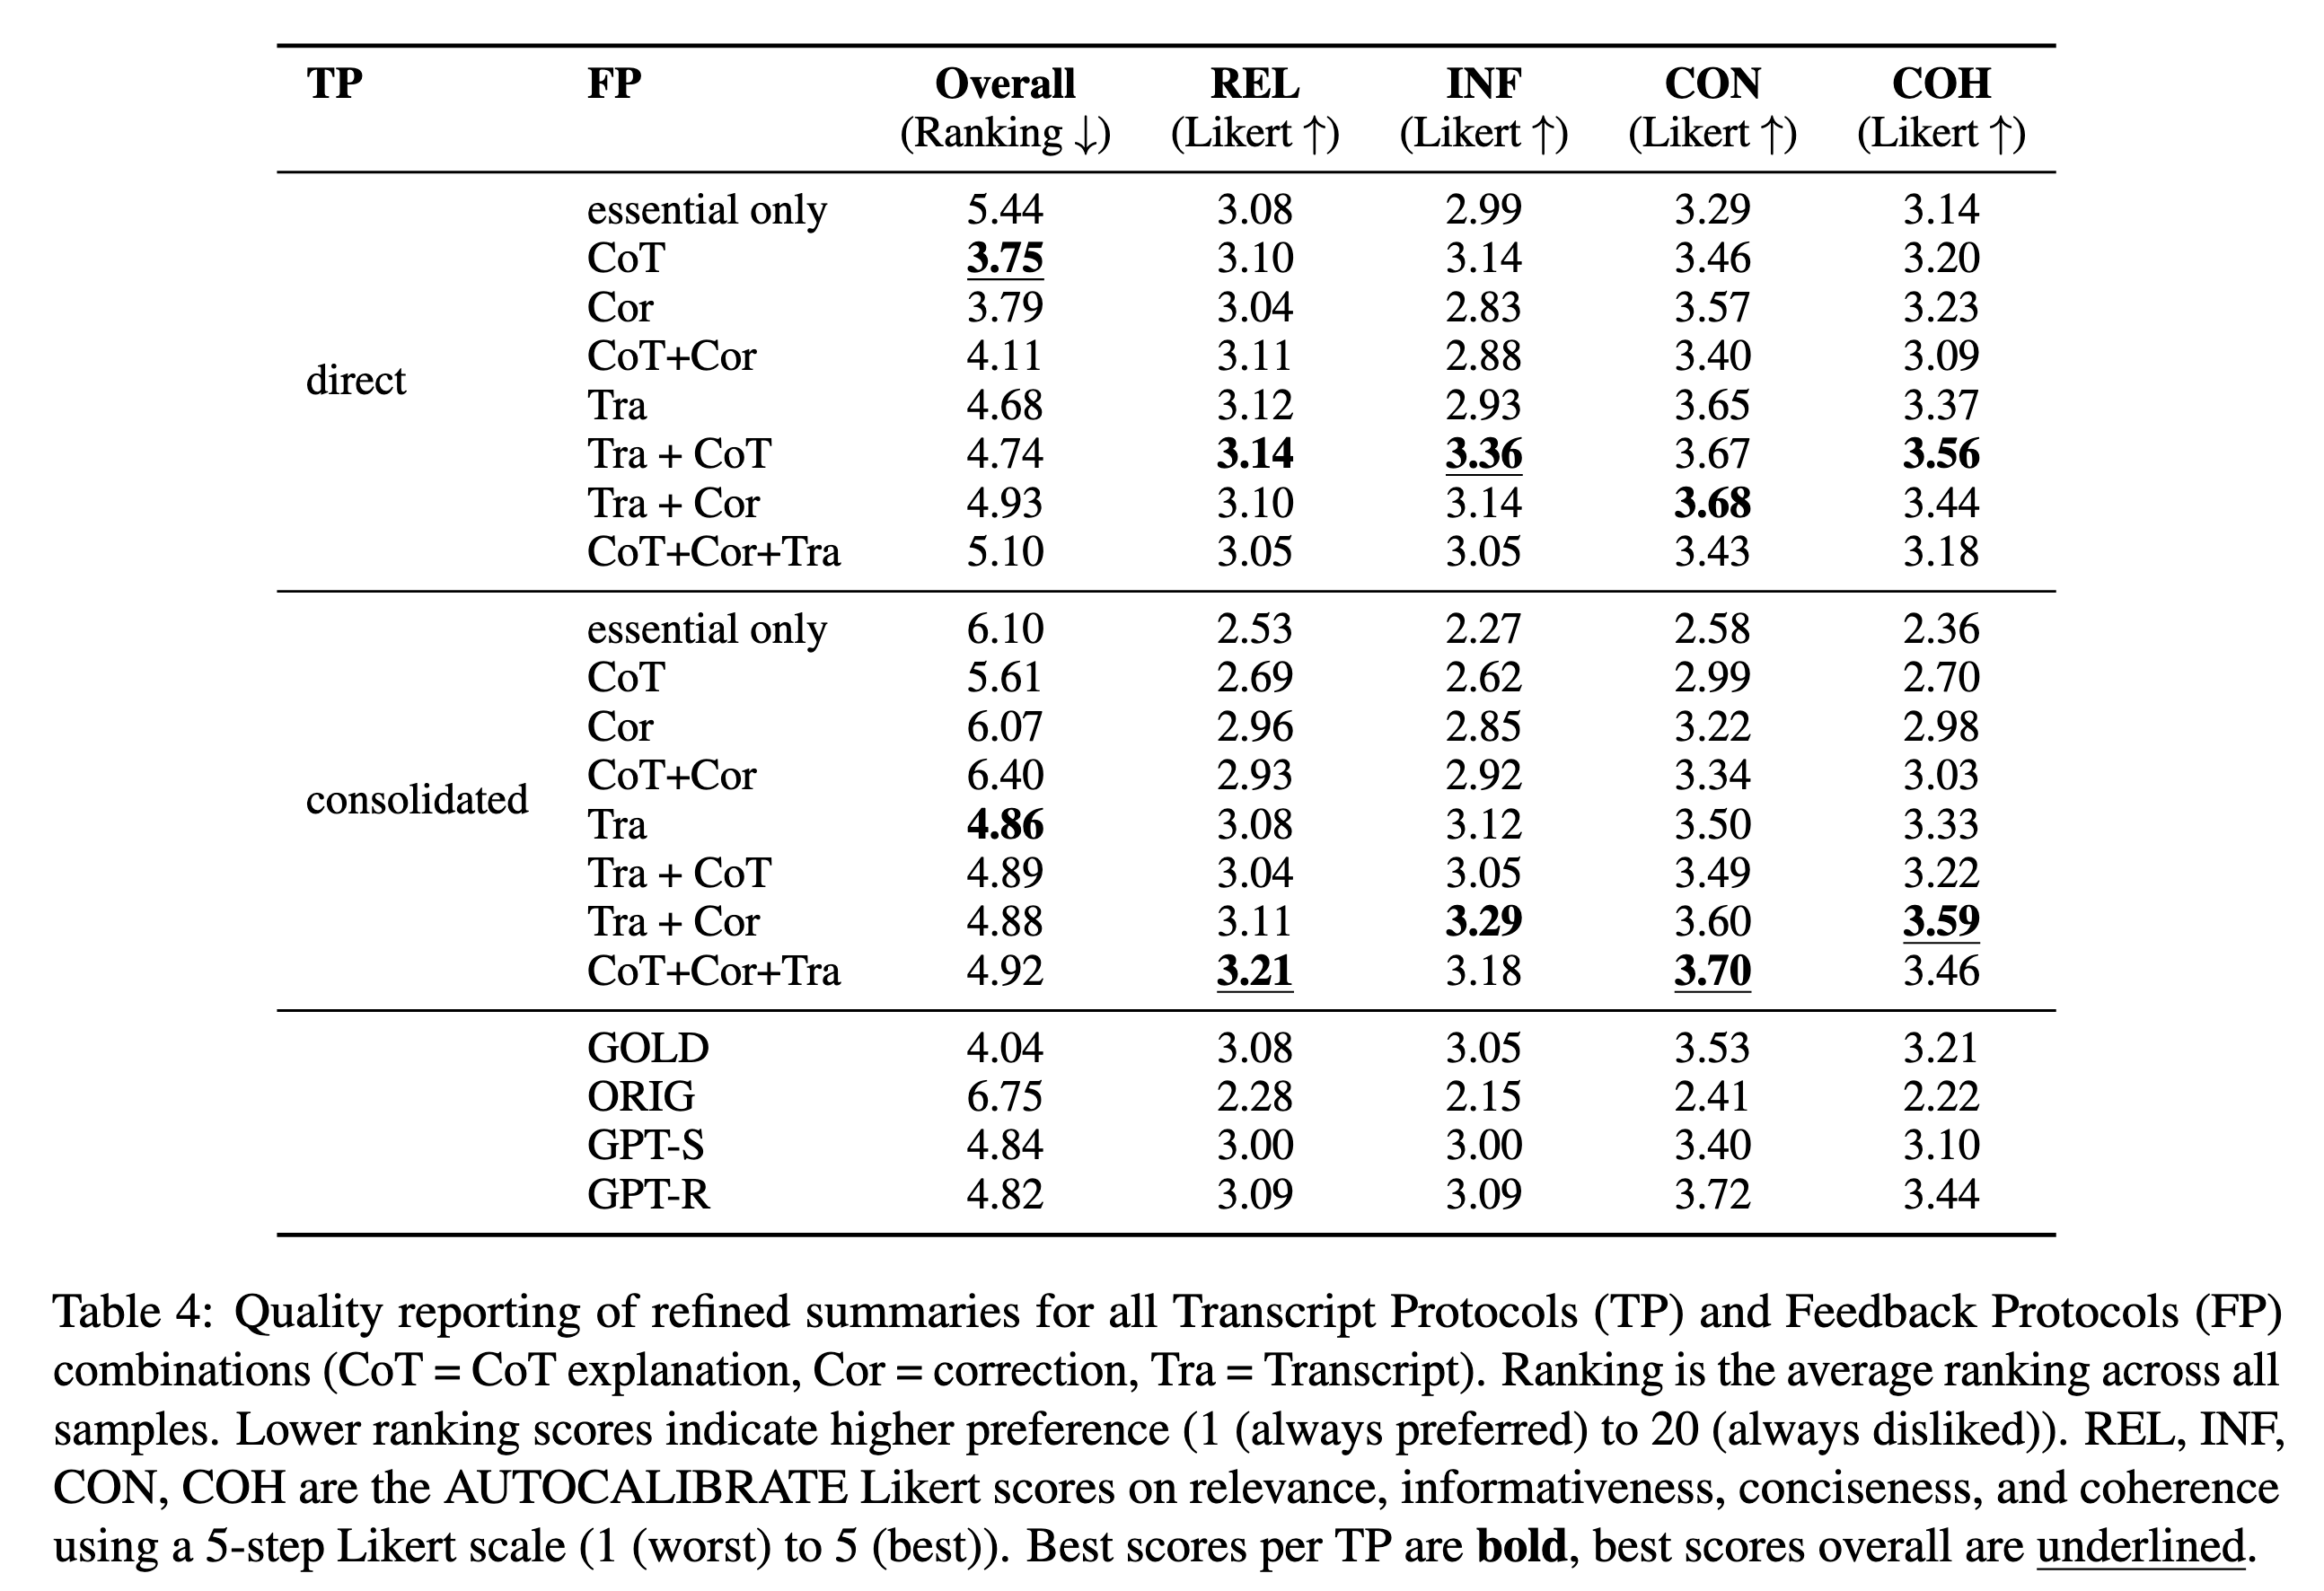 TP FP Overall REL INF CON COH
(Ranking ↓) (Likert ↑) (Likert ↑) (Likert ↑) (Likert ↑)
essential only 5.44 3.08 2.99 3.29 3.14
CoT 3.75 3.10 3.14 3.46 3.20
Cor 3.79 3.04 2.83 3.57 3.23
CoT+Cor 4.11 3.11 2.88 3.40 3.09
direct
Tra 4.68 3.12 2.93 3.65 3.37
Tra + CoT 4.74 3.14 3.36 3.67 3.56
Tra + Cor 4.93 3.10 3.14 3.68 3.44
CoT+Cor+Tra 5.10 3.05 3.05 3.43 3.18
essential only 6.10 2.53 2.27 2.58 2.36
CoT 5.61 2.69 2.62 2.99 2.70
Cor 6.07 2.96 2.85 3.22 2.98
CoT+Cor 6.40 2.93 2.92 3.34 3.03
consolidated
Tra 4.86 3.08 3.12 3.50 3.33
Tra + CoT 4.89 3.04 3.05 3.49 3.22
Tra + Cor 4.88 3.11 3.29 3.60 3.59
CoT+Cor+Tra 4.92 3.21 3.18 3.70 3.46
GOLD 4.04 3.08 3.05 3.53 3.21
ORIG 6.75 2.28 2.15 2.41 2.22
GPT-S 4.84 3.00 3.00 3.40 3.10
GPT-R 4.82 3.09 3.09 3.72 3.44
Table 4: Quality reporting of refined summaries for all Transcript Protocols (TP) and Feedback Protocols (FP)
combinations (CoT = CoT explanation, Cor = correction, Tra = Transcript). Ranking is the average ranking across all
samples. Lower ranking scores indicate higher preference (1 (always preferred) to 20 (always disliked)). REL, INF,
CON, COH are the AUTOCALIBRATE Likert scores on relevance, informativeness, conciseness, and coherence
using a 5-step Likert scale (1 (worst) to 5 (best)). Best scores per TP are bold, best scores overall are underlined.